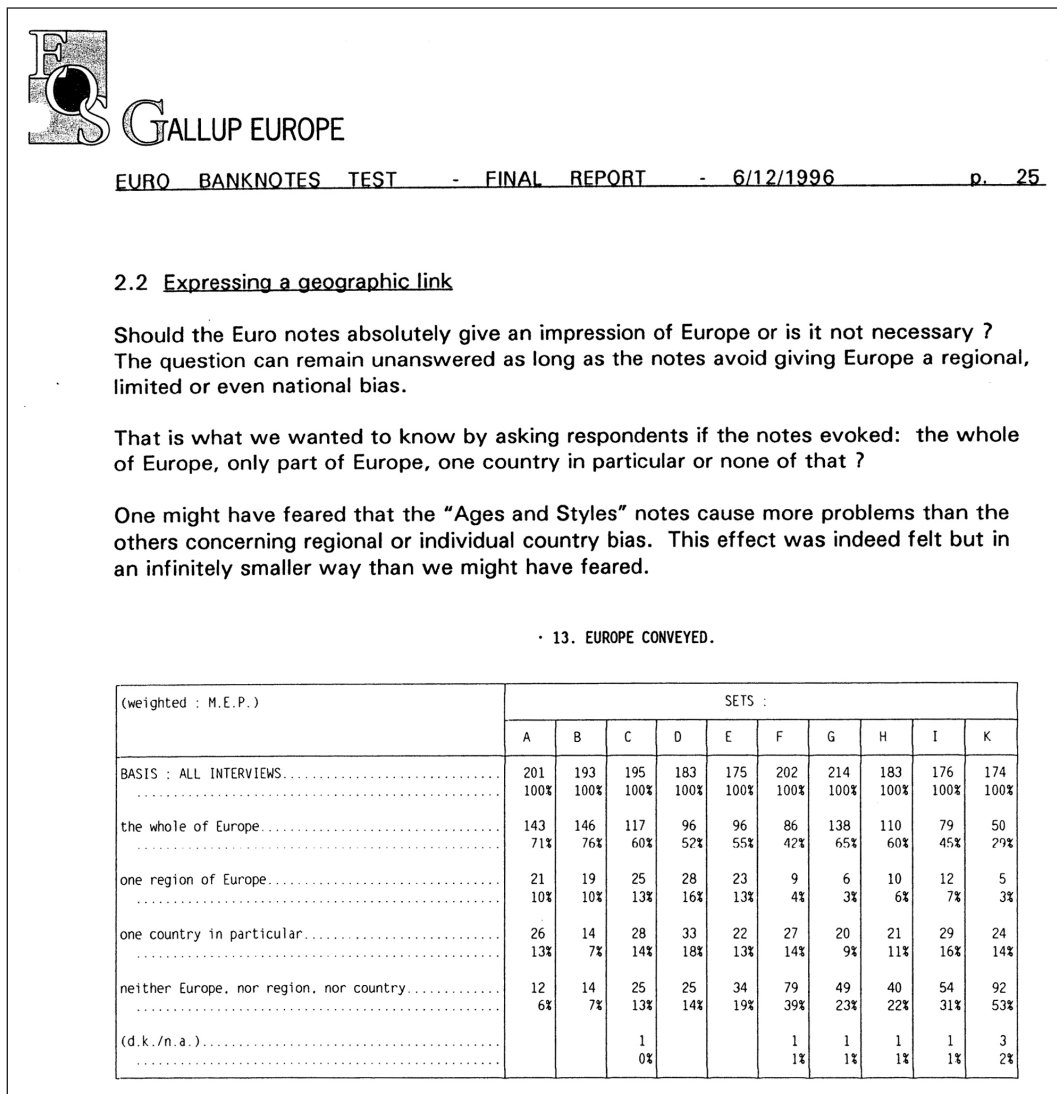 EOS
GALLUP EUROPE
EURO BANKNOTES TEST - FINAL REPORT - 6/12/1996 p. 25
2.2 Expressing a geographic link
Should the Euro notes absolutely give an impression of Europe or is it not necessary ?
The question can remain unanswered as long as the notes avoid giving Europe a regional,
limited or even national bias.
That is what we wanted to know by asking respondents if the notes evoked: the whole
of Europe, only part of Europe, one country in particular or none of that ?
One might have feared that the "Ages and Styles" notes cause more problems than the
others concerning regional or individual country bias. This effect was indeed felt but in
an infinitely smaller way than we might have feared.
· 13. EUROPE CONVEYED.
(weighted : M.E.P.) SETS :
A B C D E F G H I K
BASIS : ALL INTERVIEWS.............................. 201 193 195 183 175 202 214 183 176 174
100% 100% 100% 100% 100% 100% 100% 100% 100% 100%
the whole of Europe................................. 143 146 117 96 96 86 138 110 79 50
71% 76% 60% 52% 55% 42% 65% 60% 45% 29%
one region of Europe................................ 21 19 25 28 23 9 6 10 12 5
10% 10% 13% 16% 13% 4% 3% 6% 7% 3%
one country in particular........................... 26 14 28 33 22 27 20 21 29 24
13% 7% 14% 18% 13% 14% 9% 11% 16% 14%
neither Europe, nor region, nor country............. 12 14 25 25 34 79 49 40 54 92
6% 7% 13% 14% 19% 39% 23% 22% 31% 53%
(d.k./n.a.)......................................... 1 1 1 1 1 3
0% 1% 1% 1% 1% 2%